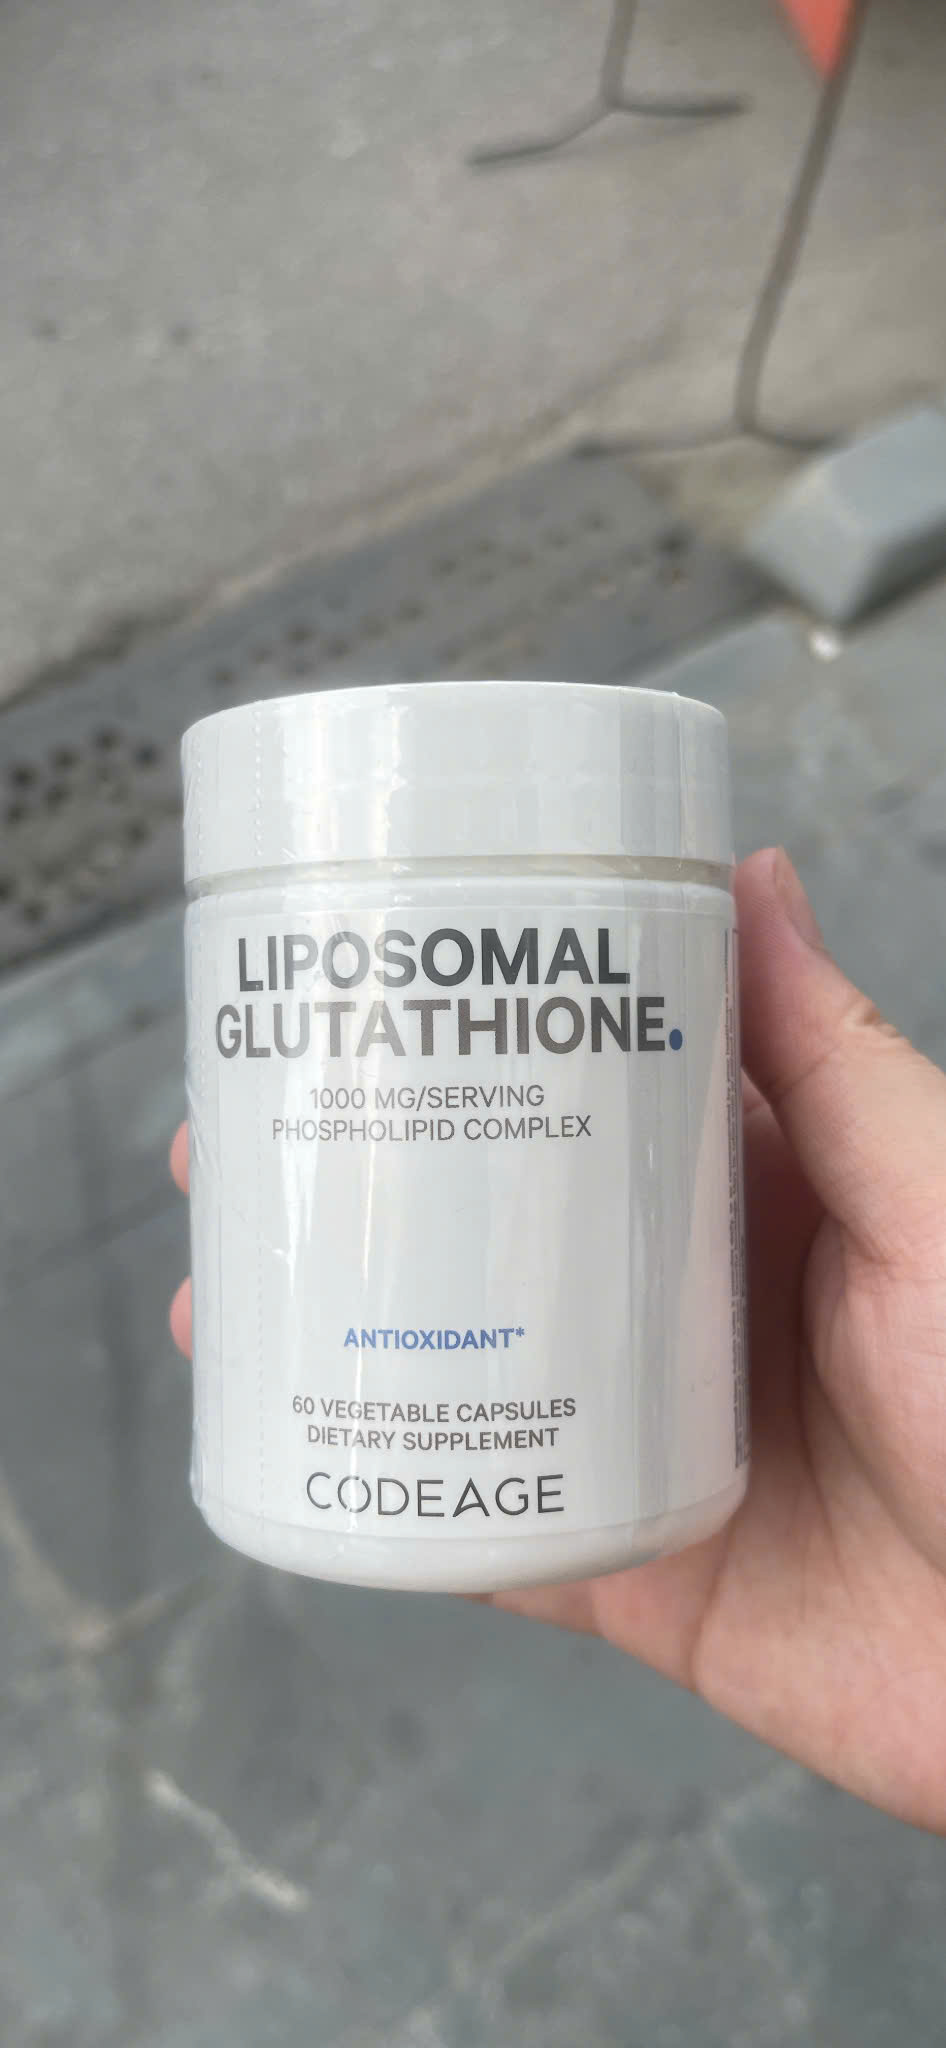 LIPOSOMAL
GLUTATHIONE.
1000 MG/SERVING
PHOSPHOLIPID COMPLEX
ANTIOXIDANT*
60 VEGETABLE CAPSULES
DIETARY SUPPLEMENT
CODEAGE